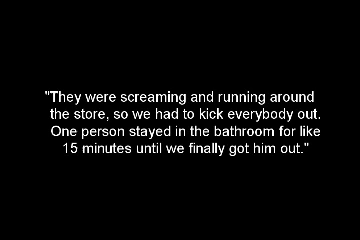 "They were screaming and running around
the store, so we had to kick everybody out.
One person stayed in the bathroom for like
15 minutes until we finally got him out."